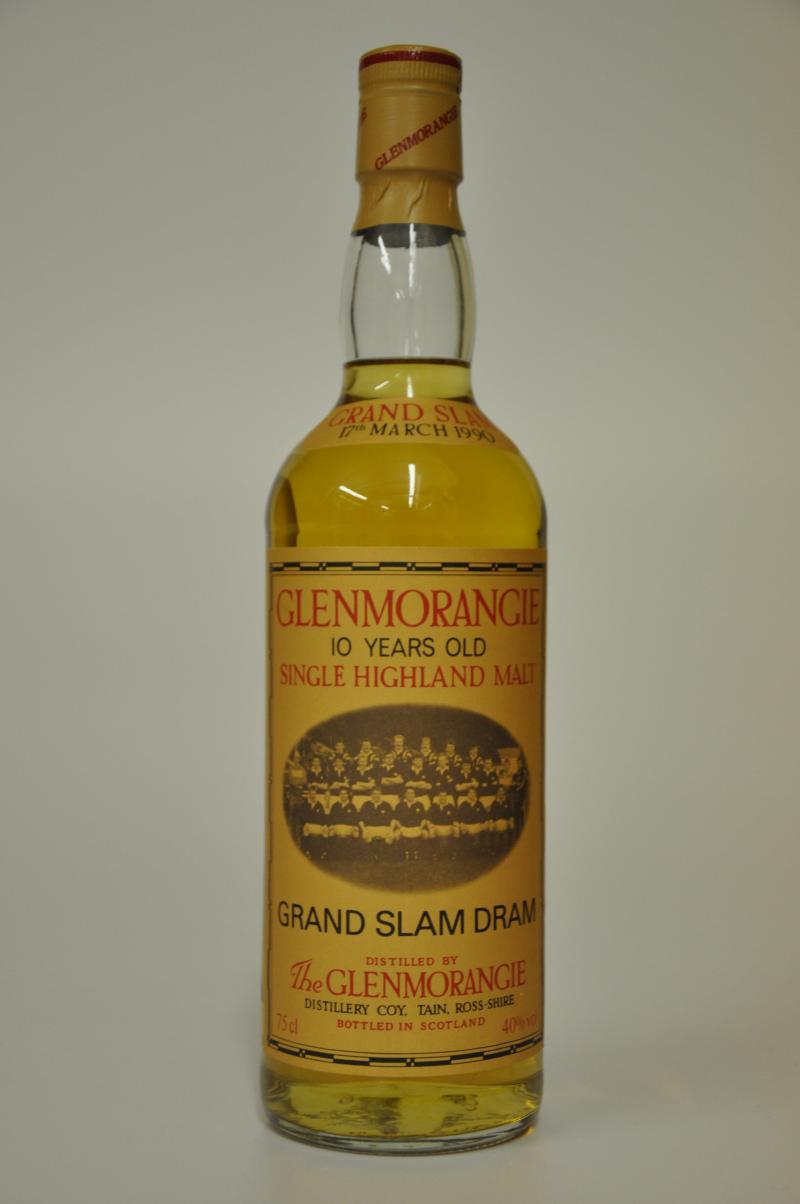 GLENMORANGIE
GRAND SLAM
17th MARCH 1990
GLENMORANGIE
10 YEARS OLD
SINGLE HIGHLAND MALT
GRAND SLAM DRAM
DISTILLED BY
The GLENMORANGIE
DISTILLERY COY, TAIN, ROSS-SHIRE
BOTTLED IN SCOTLAND
75 cl 40% vol